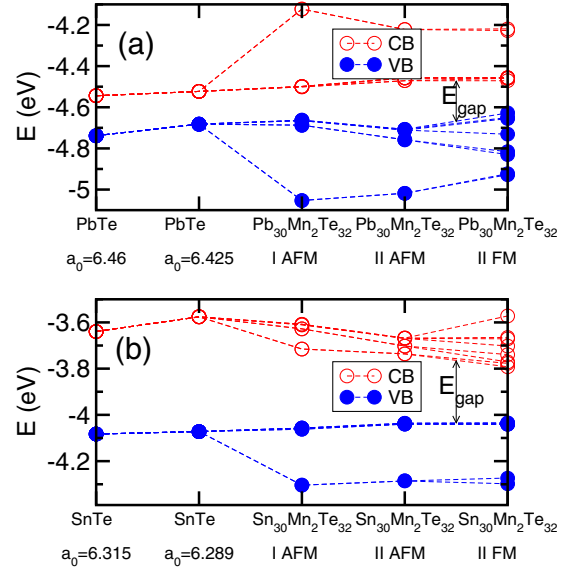 (a)
E (eV)
-4.2
-4.4
-4.6
-4.8
-5
CB
VB
E_gap
PbTe PbTe Pb₃₀Mn₂Te₃₂ Pb₃₀Mn₂Te₃₂ Pb₃₀Mn₂Te₃₂
a₀=6.46 a₀=6.425 I AFM II AFM II FM
(b)
E (eV)
-3.6
-3.8
-4
-4.2
CB
VB
E_gap
SnTe SnTe Sn₃₀Mn₂Te₃₂ Sn₃₀Mn₂Te₃₂ Sn₃₀Mn₂Te₃₂
a₀=6.315 a₀=6.289 I AFM II AFM II FM